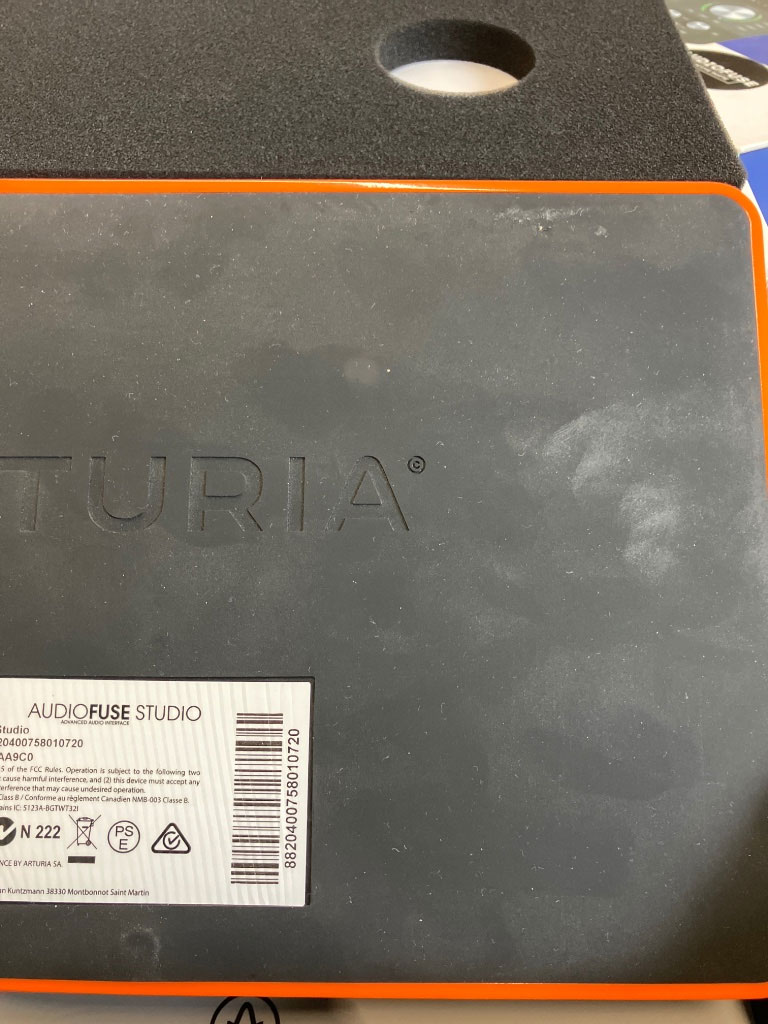 AUDIOFUSE
TURIA©
AUDIOFUSE STUDIO
ADVANCED AUDIO INTERFACE
Studio
20400758010720
AA9C0
5 of the FCC Rules. Operation is subject to the following two
cause harmful interference, and (2) this device must accept any
terference that may cause undesired operation.
Class B / Conforme au règlement Canadien NMB-003 Classe B.
ains IC: 5123A-BGTWT32I
N 222
PS
E
NCE BY ARTURIA SA
an Kuntzmann 38330 Montbonnot Saint Martin
8820400758010720